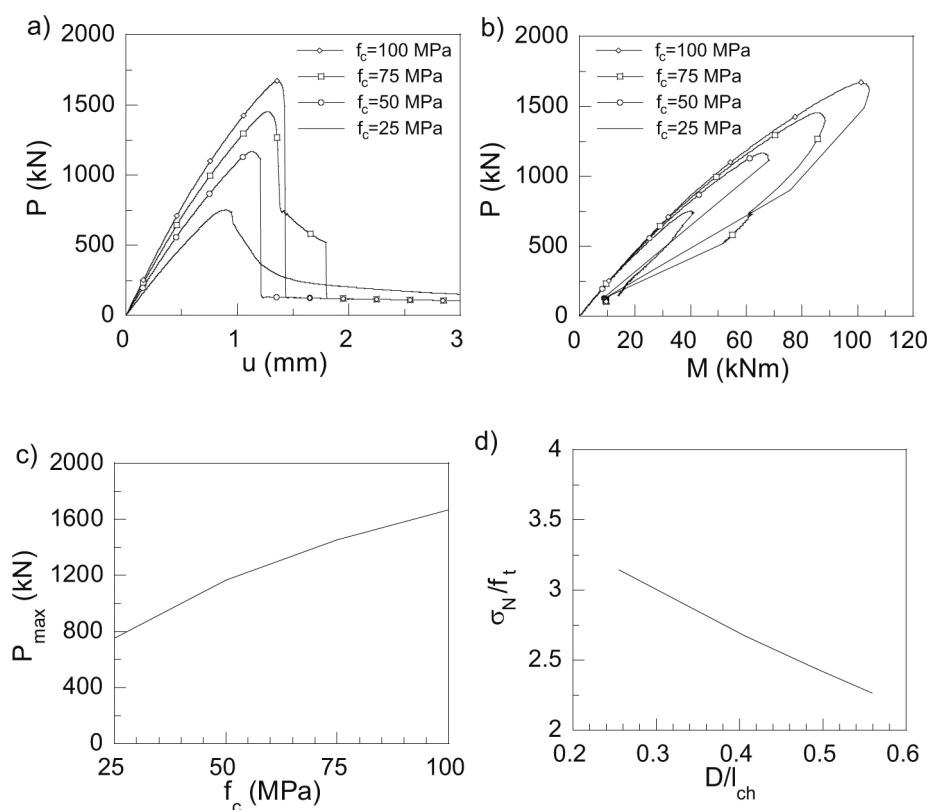 a)
2000
1500
1000
500
0
P (kN)
f_c=100 MPa
f_c=75 MPa
f_c=50 MPa
f_c=25 MPa
0 1 2 3
u (mm)
b)
2000
1500
1000
500
0
P (kN)
f_c=100 MPa
f_c=75 MPa
f_c=50 MPa
f_c=25 MPa
0 20 40 60 80 100 120
M (kNm)
c)
2000
1600
1200
800
400
0
P_max (kN)
25 50 75 100
f_c (MPa)
d)
4
3.5
3
2.5
2
σ_N/f_t
0.2 0.3 0.4 0.5 0.6
D/l_ch